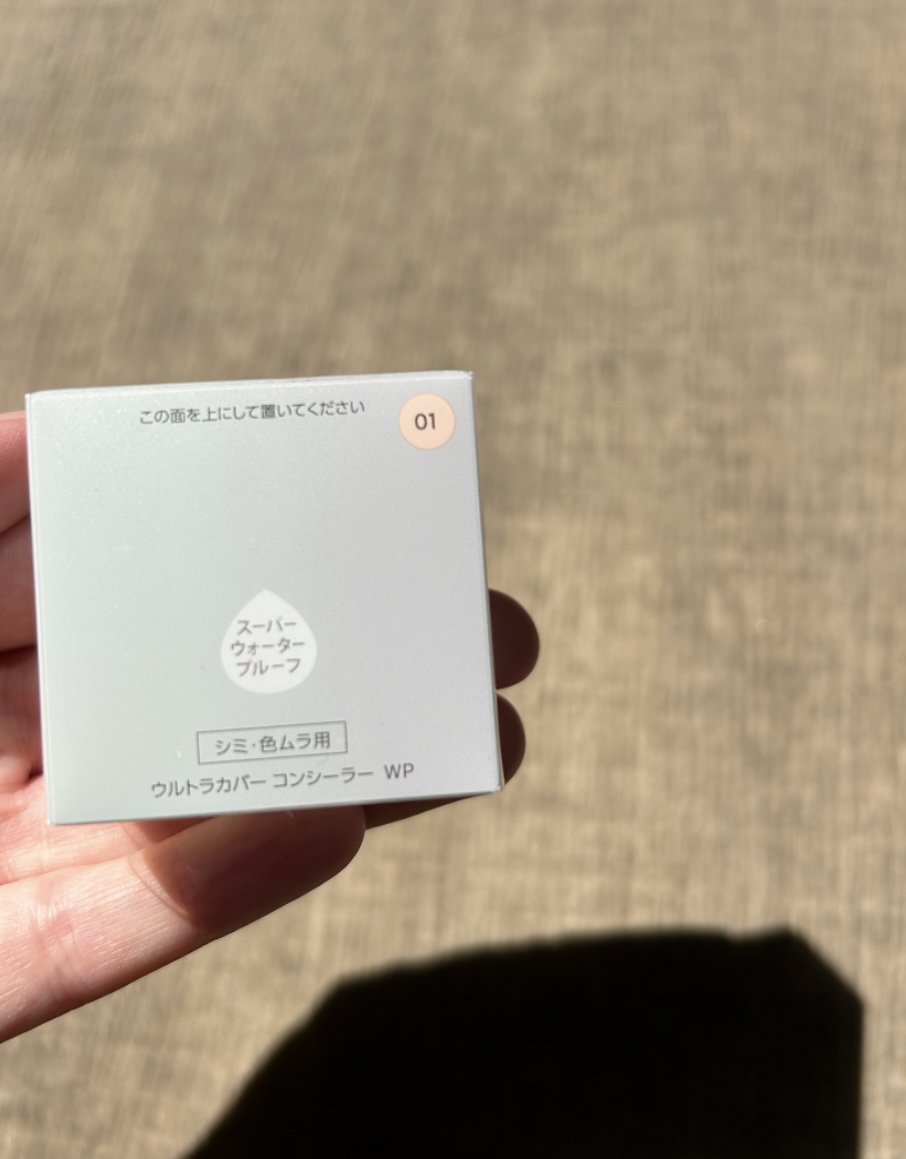 この面を上にして置いてください
01
スーパー
ウォーター
プルーフ
シミ・色ムラ用
ウルトラカバー コンシーラー WP